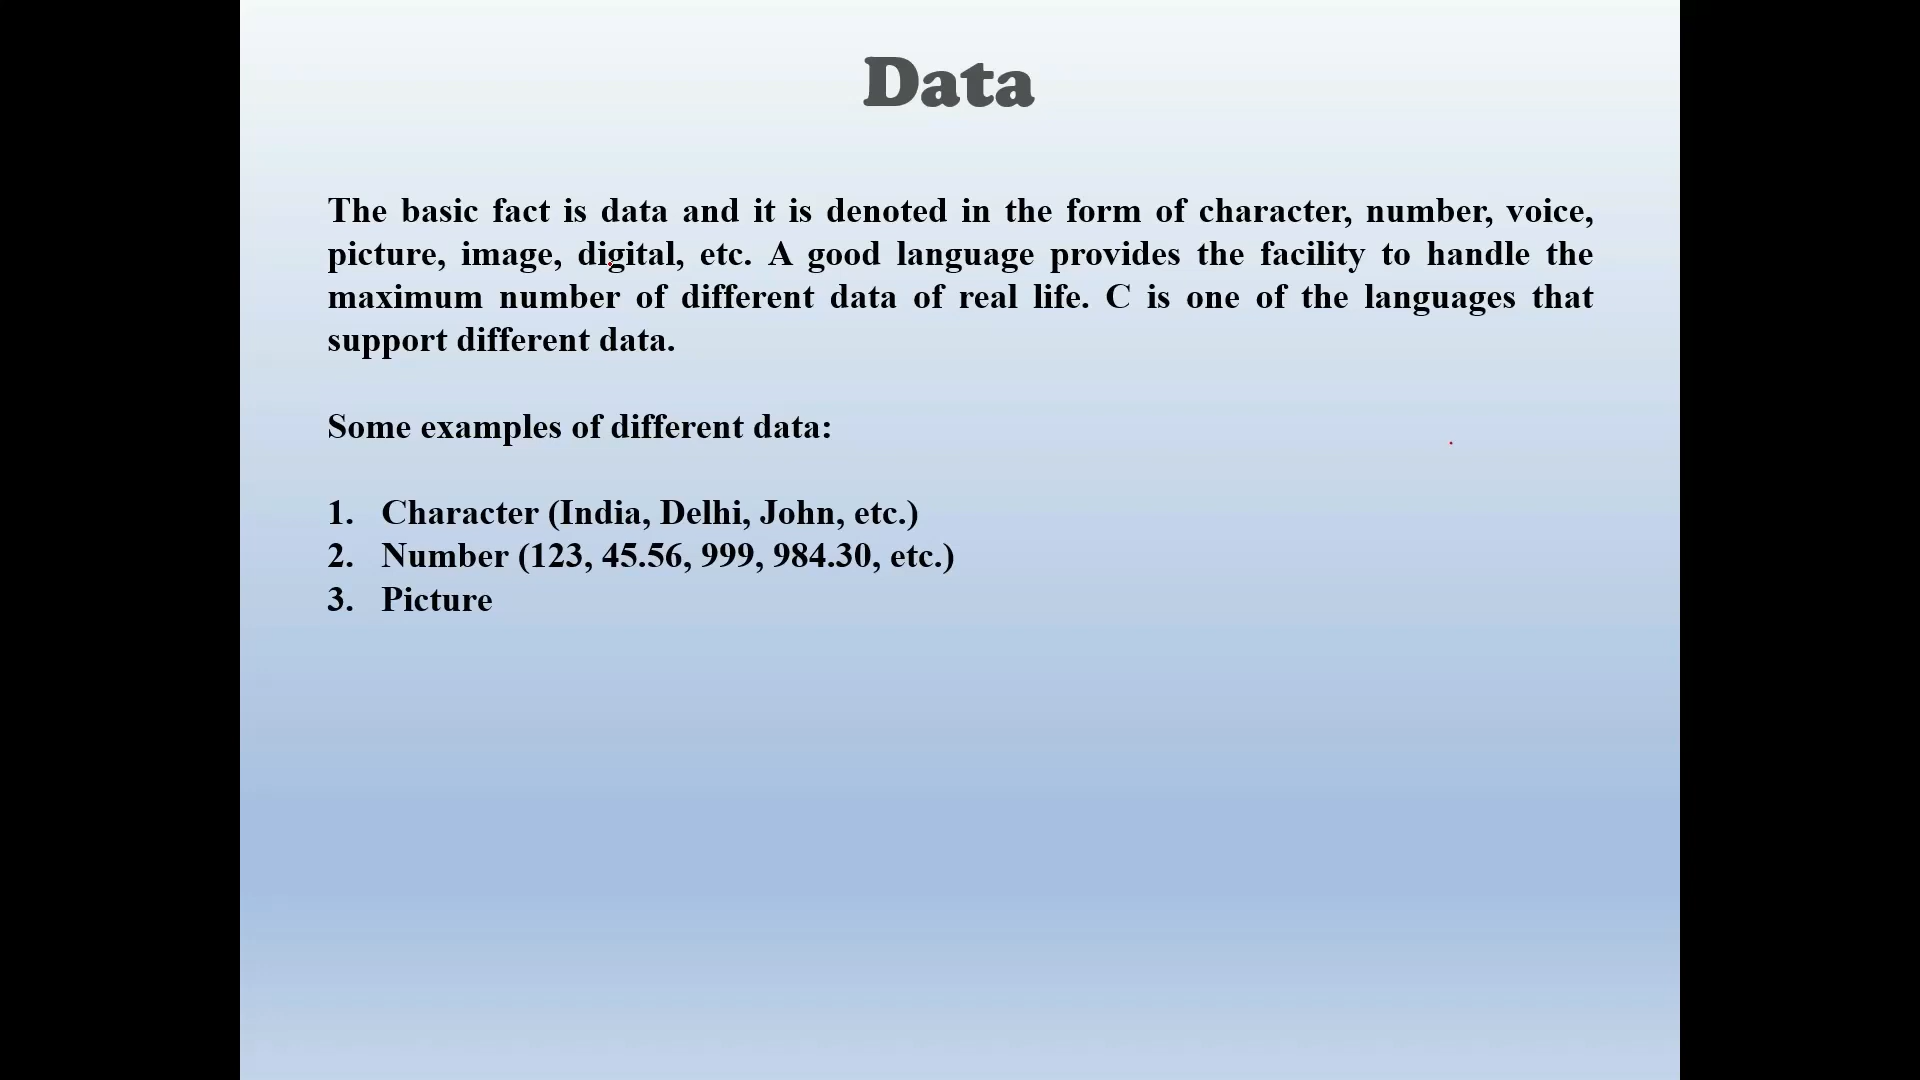 Data
The basic fact is data and it is denoted in the form of character, number, voice,
picture, image, digital, etc. A good language provides the facility to handle the
maximum number of different data of real life. C is one of the languages that
support different data.
Some examples of different data:
1. Character (India, Delhi, John, etc.)
2. Number (123, 45.56, 999, 984.30, etc.)
3. Picture